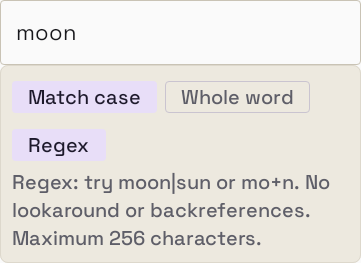 moon
Match case Whole word
Regex
Regex: try moon|sun or mo+n. No
lookaround or backreferences.
Maximum 256 characters.